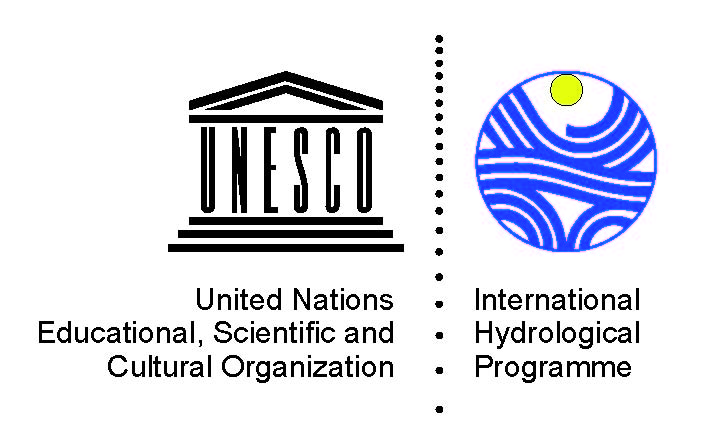 UNESCO
United Nations
Educational, Scientific and
Cultural Organization
International
Hydrological
Programme